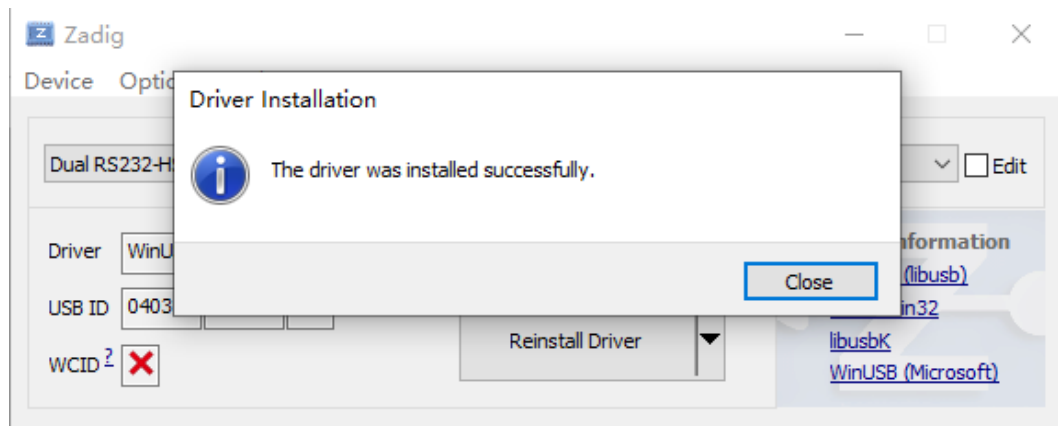 Zadig
Device Optio
Driver Installation
Dual RS232-H
The driver was installed successfully.
Edit
Driver WinU
nformation
Close
(libusb)
USB ID 0403
in32
Reinstall Driver
libusbK
WCID ?
WinUSB (Microsoft)